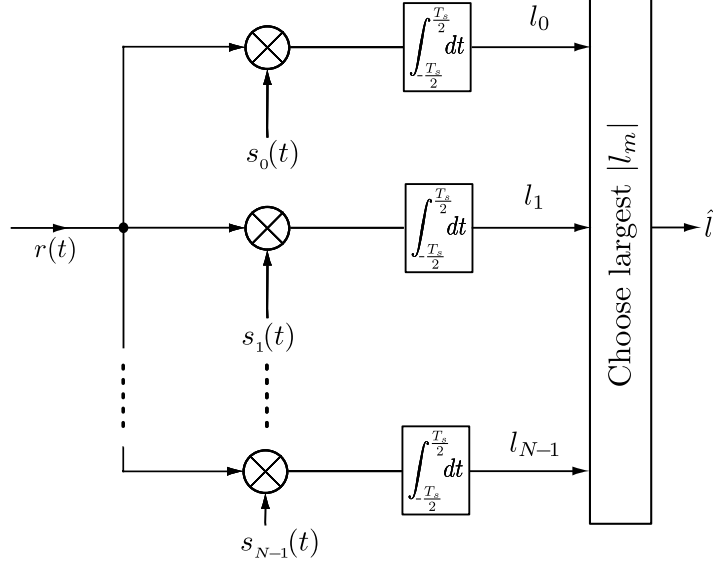 ∫_{-T_s/2}^{T_s/2} dt
l_0
s_0(t)
r(t)
∫_{-T_s/2}^{T_s/2} dt
l_1
s_1(t)
Choose largest |l_m|
l̂
∫_{-T_s/2}^{T_s/2} dt
l_{N-1}
s_{N-1}(t)